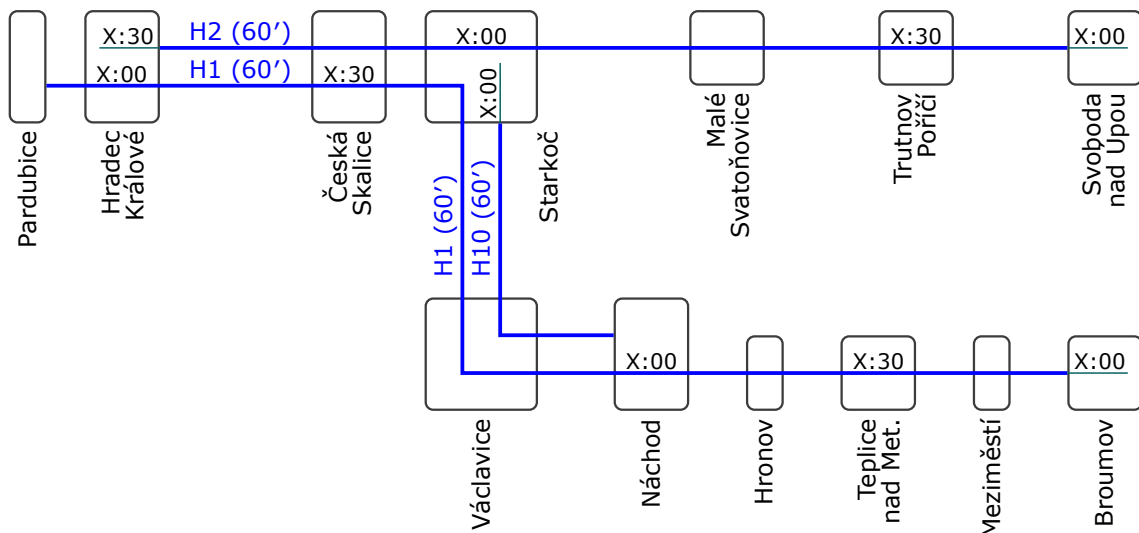 X:30
H2 (60’)
X:00
X:30
X:00
X:00
H1 (60’)
X:30
X:00
Pardubice
Hradec
Králové
Česká
Skalice
Starkoč
Malé
Svatoňovice
Trutnov
Poříčí
Svoboda
nad Úpou
H1 (60’)
H10 (60’)
X:00
X:30
X:00
Václavice
Náchod
Hronov
Teplice
nad Met.
Meziměstí
Broumov